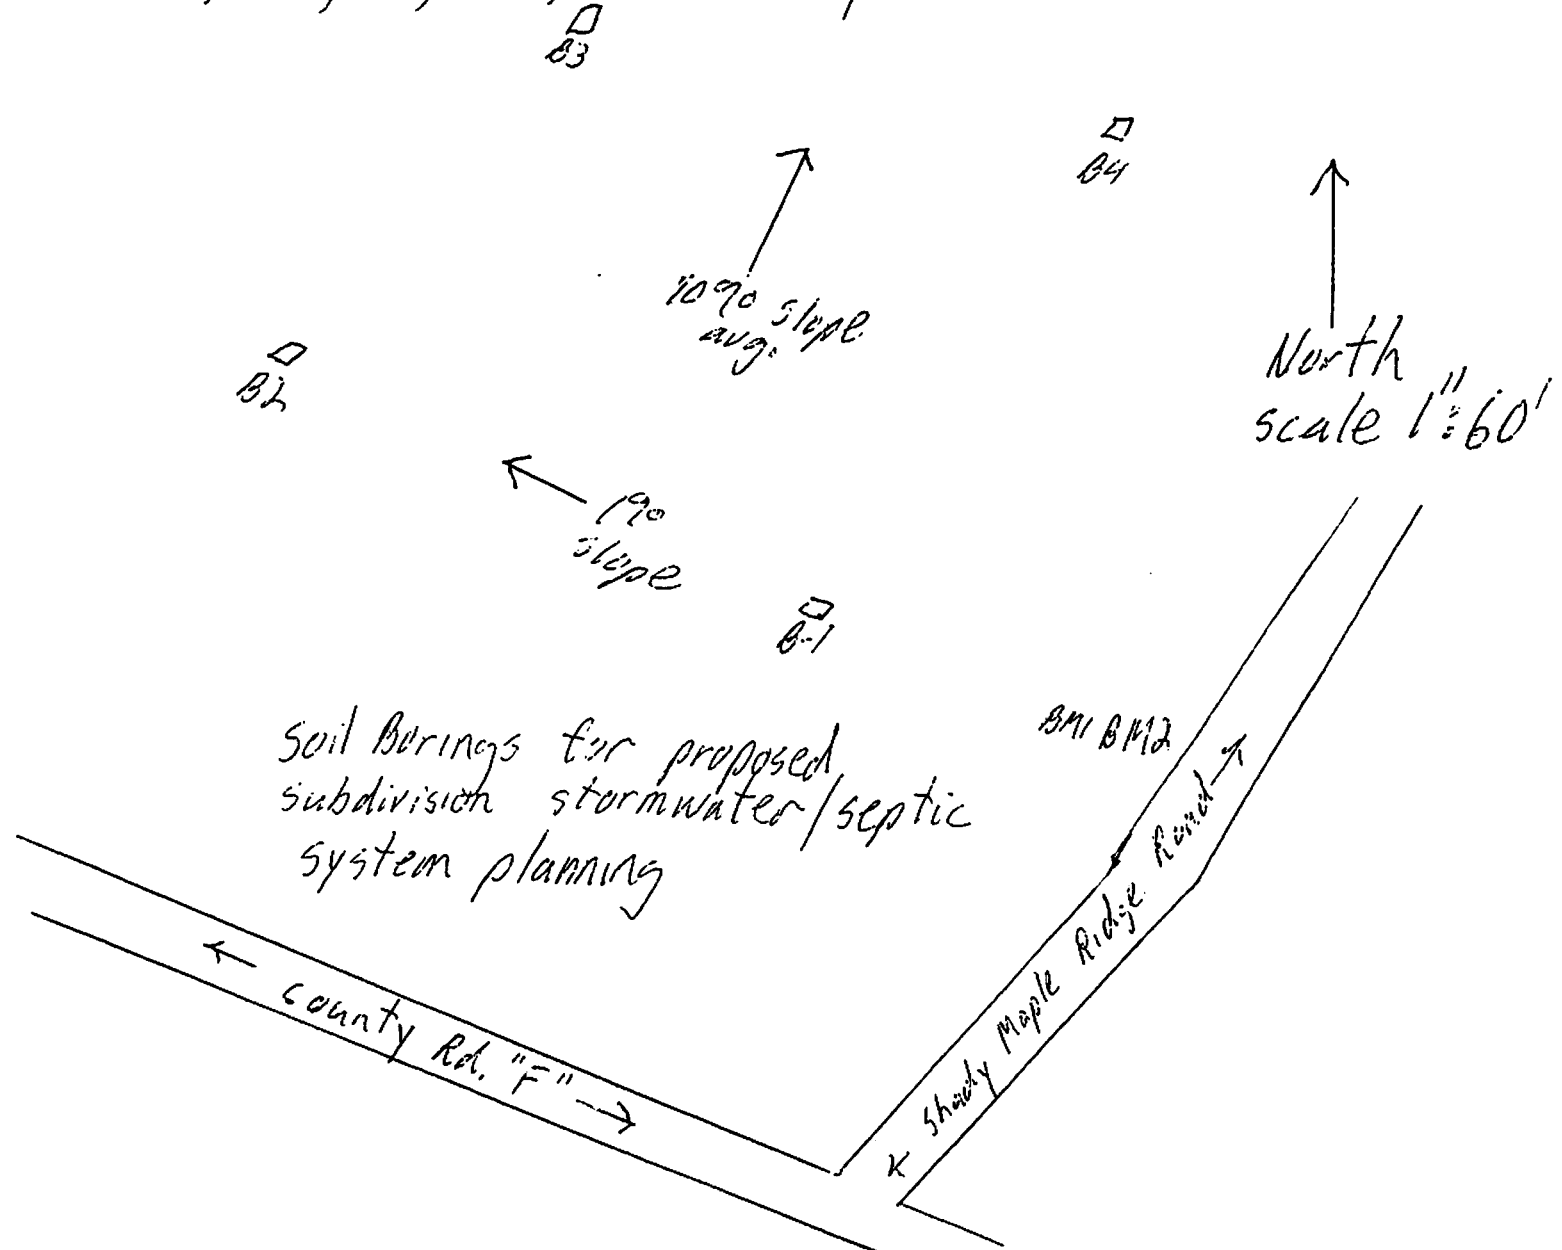 B3
B4
10% slope
avg.
North
scale 1":60'
B2
1%
slope
B-1
BM1 BM2
Soil Borings for proposed
subdivision stormwater/septic
system planning
County Rd. "F"
Shady Maple Ridge Road